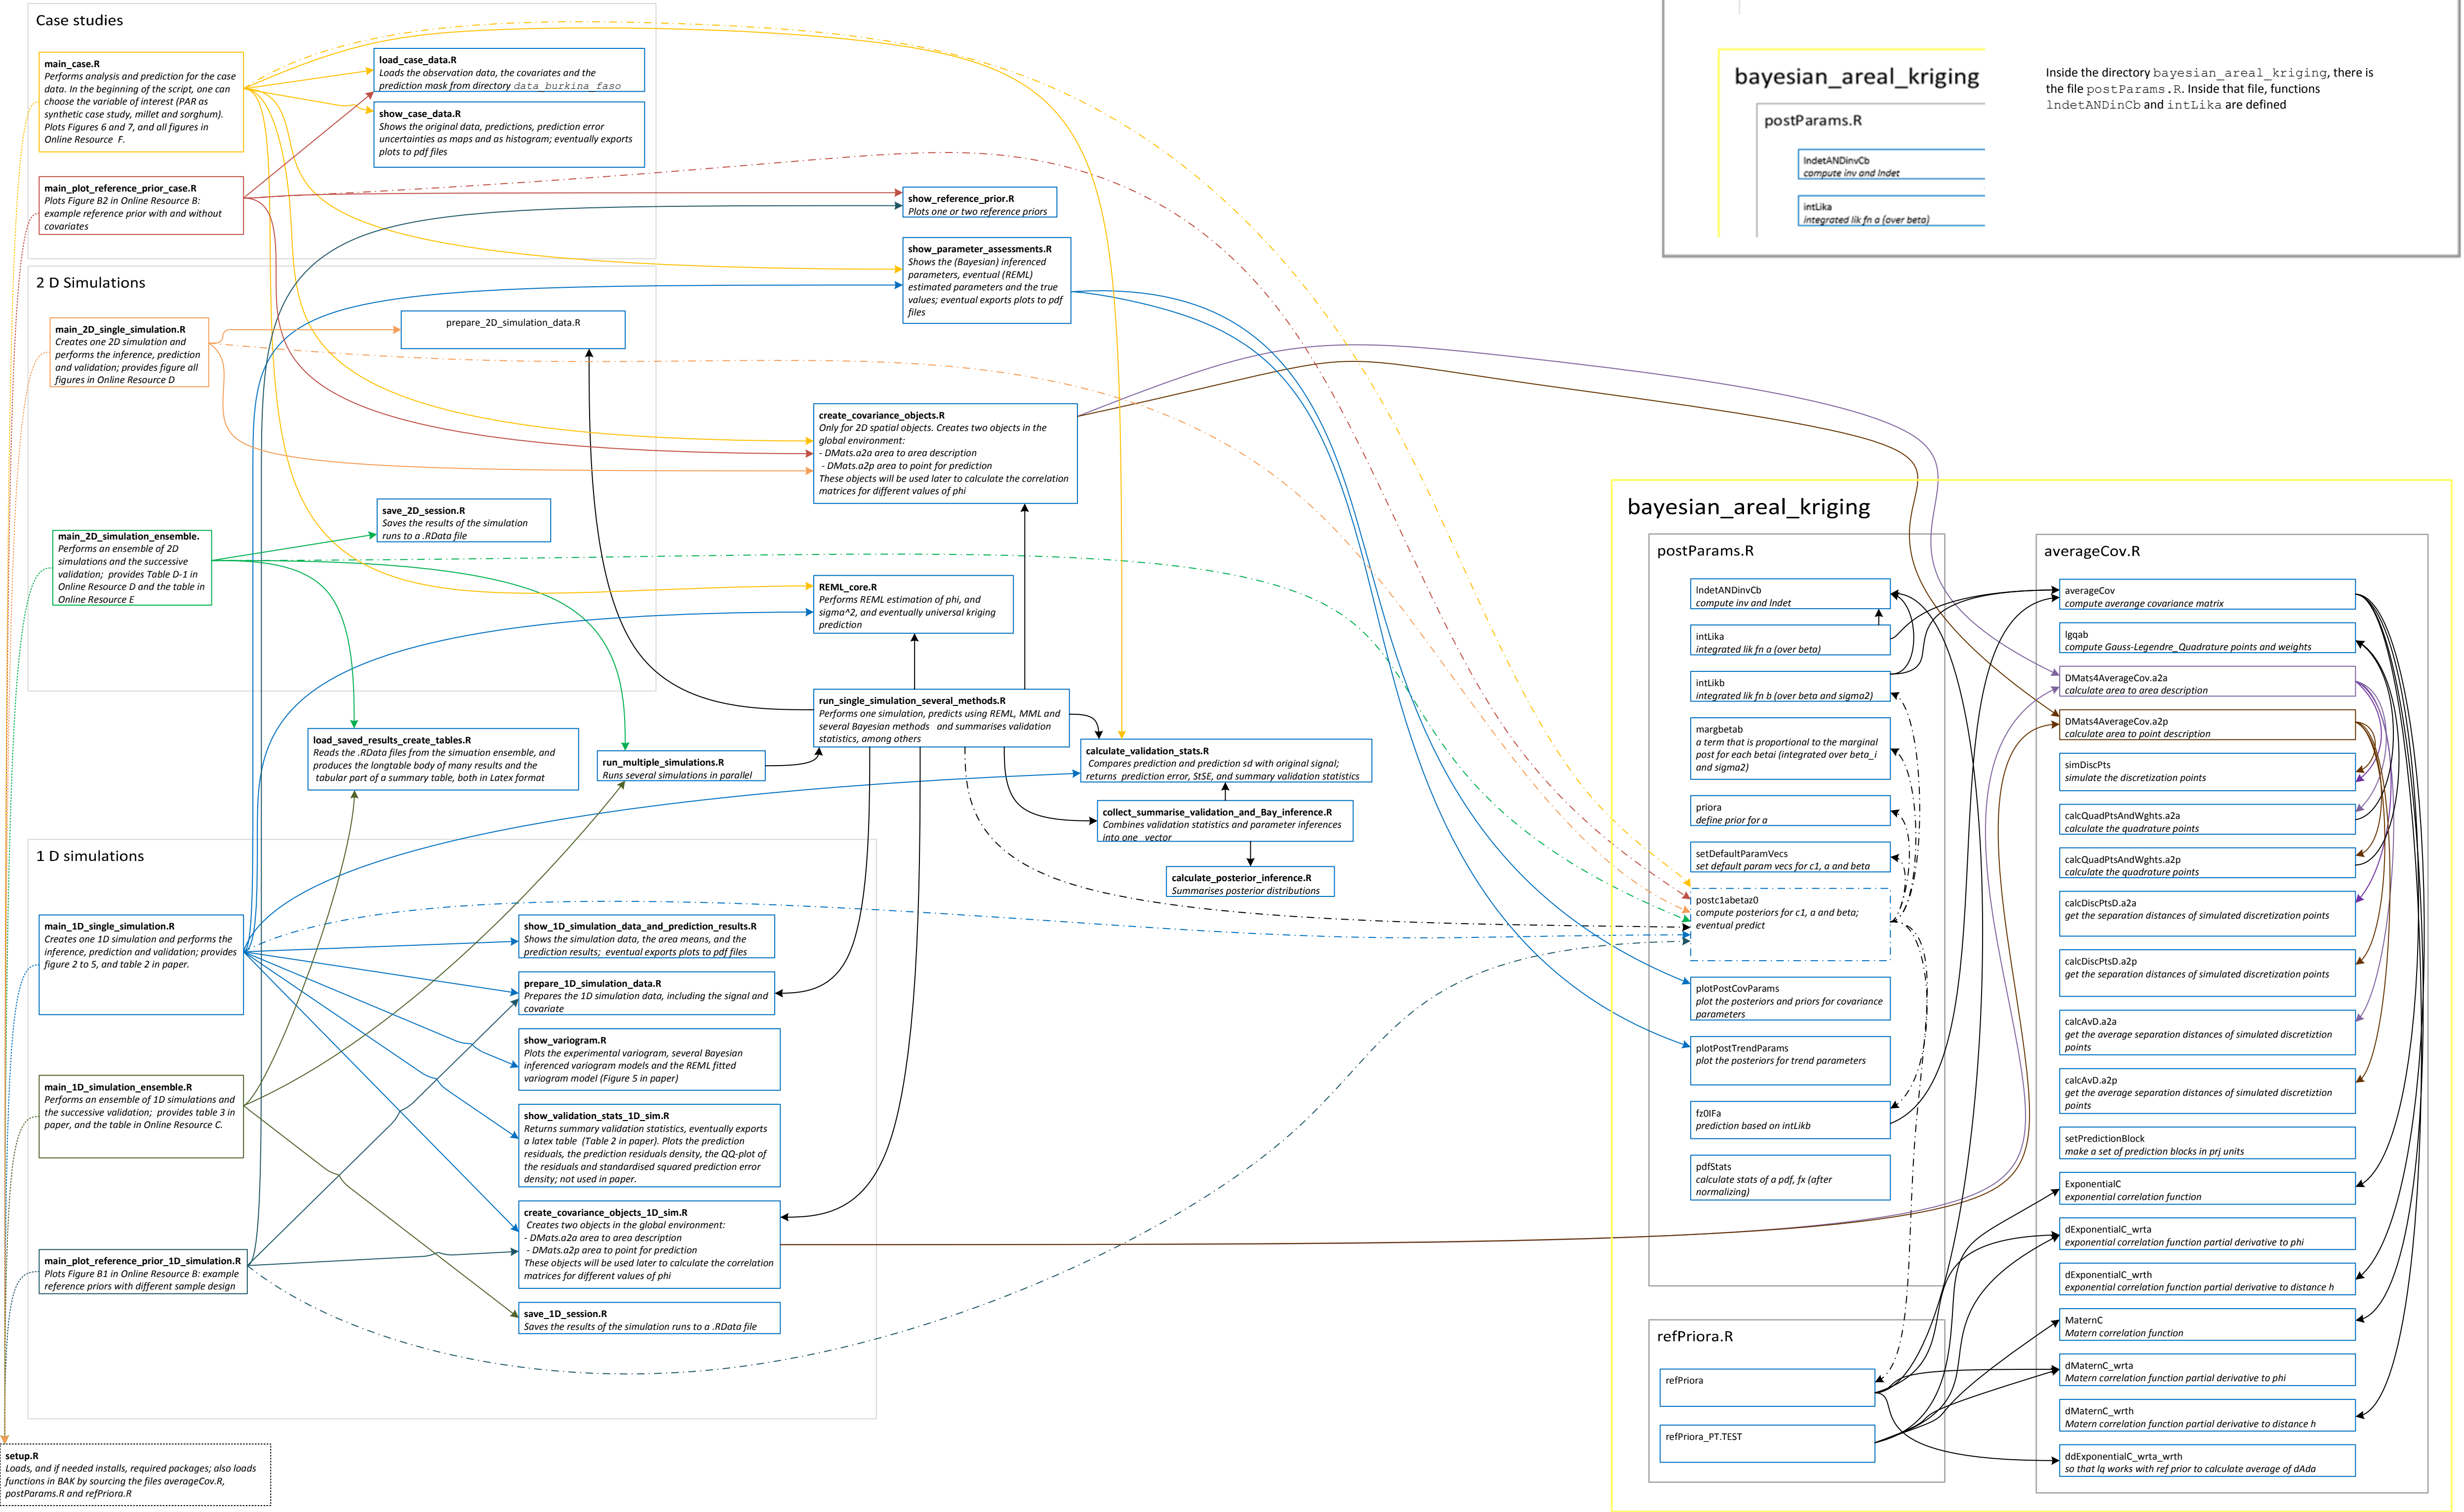 Case studies
main_case.R
Performs analysis and prediction for the case
data. In the beginning of the script, one can
choose the variable of interest (PAR as
synthetic case study, millet and sorghum).
Plots Figures 6 and 7, and all figures in
Online Resource  F.
load_case_data.R
Loads the observation data, the covariates and the
prediction mask from directory data_burkina_faso
show_case_data.R
Shows the original data, predictions, prediction error
uncertainties as maps and as histogram; eventually exports
plots to pdf files
main_plot_reference_prior_case.R
Plots Figure B2 in Online Resource B:
example reference prior with and without
covariates
show_reference_prior.R
Plots one or two reference priors
show_parameter_assessments.R
Shows the (Bayesian) inferenced
parameters, eventual (REML)
estimated parameters and the true
values; eventual exports plots to pdf
files
2 D Simulations
main_2D_single_simulation.R
Creates one 2D simulation and
performs the inference, prediction
and validation; provides figure all
figures in Online Resource D
prepare_2D_simulation_data.R
create_covariance_objects.R
Only for 2D spatial objects. Creates two objects in the
global environment:
- DMats.a2a area to area description
- DMats.a2p area to point for prediction
These objects will be used later to calculate the correlation
matrices for different values of phi
save_2D_session.R
Saves the results of the simulation
runs to a .RData file
main_2D_simulation_ensemble.
Performs an ensemble of 2D
simulations and the successive
validation;  provides Table D-1 in
Online Resource D and the table in
Online Resource E
REML_core.R
Performs REML estimation of phi, and
sigma^2, and eventually universal kriging
prediction
run_single_simulation_several_methods.R
Performs one simulation, predicts using REML, MML and
several Bayesian methods   and summarises validation
statistics, among others
load_saved_results_create_tables.R
Reads the .RData files from the simuation ensemble, and
produces the longtable body of many results and the
tabular part of a summary table, both in Latex format
run_multiple_simulations.R
Runs several simulations in parallel
calculate_validation_stats.R
Compares prediction and prediction sd with original signal;
returns  prediction error, StSE, and summary validation statistics
collect_summarise_validation_and_Bay_inference.R
Combines validation statistics and parameter inferences
into one  vector
calculate_posterior_inference.R
Summarises posterior distributions
1 D simulations
main_1D_single_simulation.R
Creates one 1D simulation and performs the
inference, prediction and validation; provides
figure 2 to 5, and table 2 in paper.
show_1D_simulation_data_and_prediction_results.R
Shows the simulation data, the area means, and the
prediction results;  eventual exports plots to pdf files
prepare_1D_simulation_data.R
Prepares the 1D simulation data, including the signal and
covariate
show_variogram.R
Plots the experimental variogram, several Bayesian
inferenced variogram models and the REML fitted
variogram model (Figure 5 in paper)
main_1D_simulation_ensemble.R
Performs an ensemble of 1D simulations and
the successive validation;  provides table 3 in
paper, and the table in Online Resource C.
show_validation_stats_1D_sim.R
Returns summary validation statistics, eventually exports
a latex table  (Table 2 in paper). Plots the prediction
residuals, the prediction residuals density, the QQ-plot of
the residuals and standardised squared prediction error
density; not used in paper.
create_covariance_objects_1D_sim.R
Creates two objects in the global environment:
- DMats.a2a area to area description
- DMats.a2p area to point for prediction
These objects will be used later to calculate the correlation
matrices for different values of phi
main_plot_reference_prior_1D_simulation.R
Plots Figure B1 in Online Resource B: example
reference priors with different sample design
save_1D_session.R
Saves the results of the simulation runs to a .RData file
setup.R
Loads, and if needed installs, required packages; also loads
functions in BAK by sourcing the files averageCov.R,
postParams.R and refPriora.R
bayesian_areal_kriging
postParams.R
lndetANDinvCb
compute inv and lndet
intLika
integrated lik fn a (over beta)
Inside the directory bayesian_areal_kriging, there is
the file postParams.R. Inside that file, functions
lndetANDinCb and intLika are defined
bayesian_areal_kriging
postParams.R
lndetANDinvCb
compute inv and lndet
intLika
integrated lik fn a (over beta)
intLikb
integrated lik fn b (over beta and sigma2)
margbetab
a term that is proportional to the marginal
post for each betai (integrated over beta_i
and sigma2)
priora
define prior for a
setDefaultParamVecs
set default param vecs for c1, a and beta
postc1abetaz0
compute posteriors for c1, a and beta;
eventual predict
plotPostCovParams
plot the posteriors and priors for covariance
parameters
plotPostTrendParams
plot the posteriors for trend parameters
fz0IFa
prediction based on intLikb
pdfStats
calculate stats of a pdf, fx (after
normalizing)
refPriora.R
refPriora
refPriora_PT.TEST
averageCov.R
averageCov
compute averange covariance matrix
lgqab
compute Gauss-Legendre_Quadrature points and weights
DMats4AverageCov.a2a
calculate area to area description
DMats4AverageCov.a2p
calculate area to point description
simDiscPts
simulate the discretization points
calcQuadPtsAndWghts.a2a
calculate the quadrature points
calcQuadPtsAndWghts.a2p
calculate the quadrature points
calcDiscPtsD.a2a
get the separation distances of simulated discretization points
calcDiscPtsD.a2p
get the separation distances of simulated discretization points
calcAvD.a2a
get the average separation distances of simulated discretiztion
points
calcAvD.a2p
get the average separation distances of simulated discretiztion
points
setPredictionBlock
make a set of prediction blocks in prj units
ExponentialC
exponential correlation function
dExponentialC_wrta
exponential correlation function partial derivative to phi
dExponentialC_wrth
exponential correlation function partial derivative to distance h
MaternC
Matern correlation function
dMaternC_wrta
Matern correlation function partial derivative to phi
dMaternC_wrth
Matern correlation function partial derivative to distance h
ddExponentialC_wrta_wrth
so that lq works with ref prior to calculate average of dAda